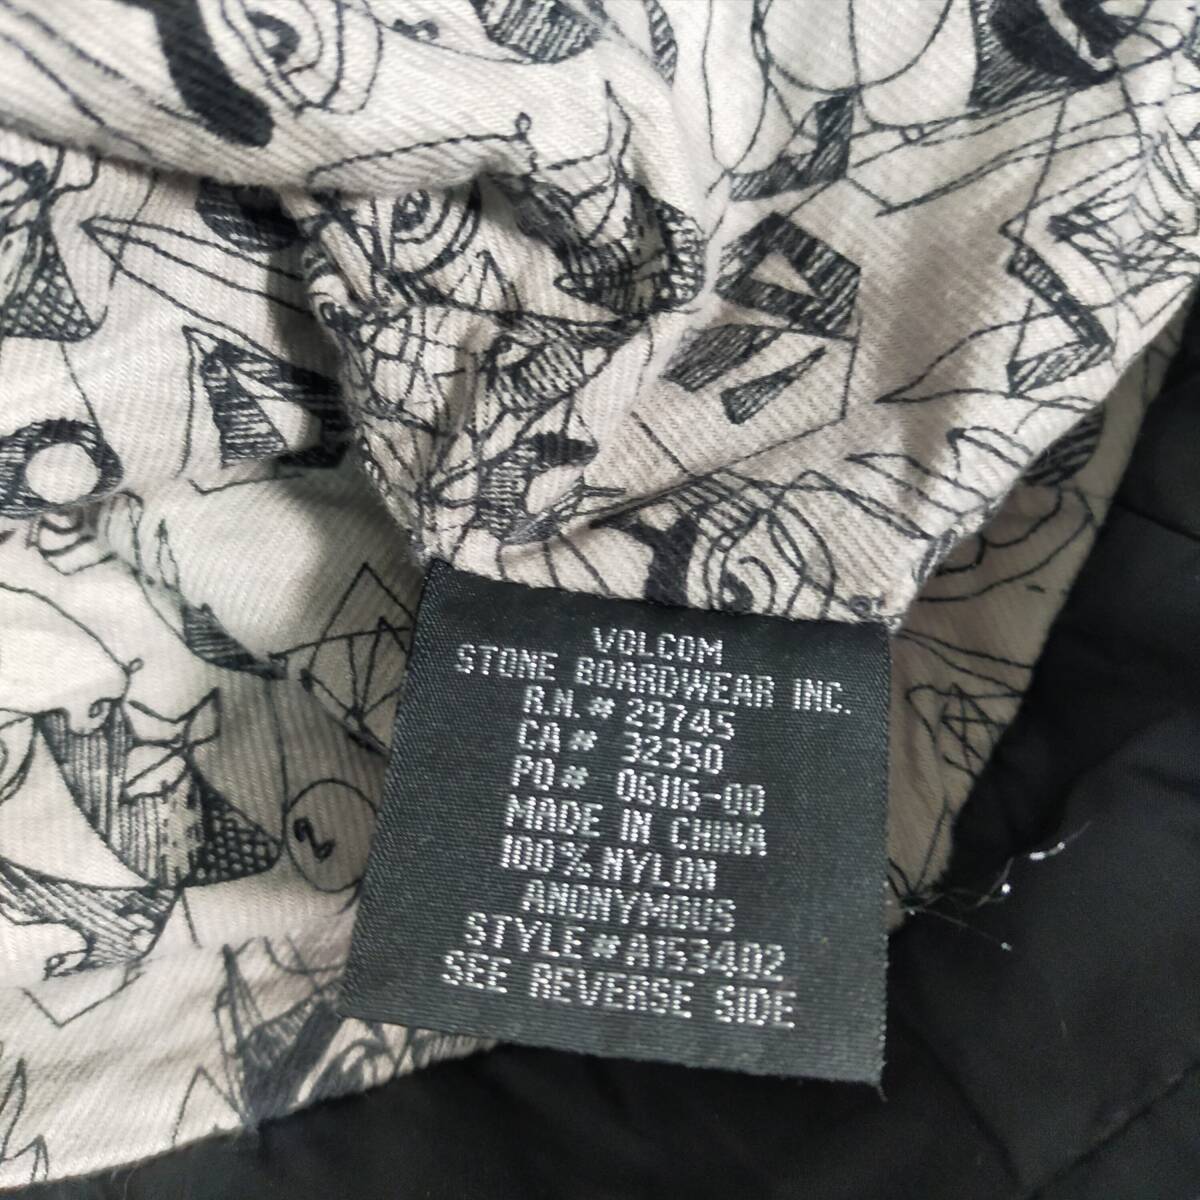 VOLCOM
STONE BOARDWEAR INC.
R.N.# 29745
CA# 32350
PO# 06116-00
MADE IN CHINA
100% NYLON
ANONYMOUS
STYLE#A153402
SEE REVERSE SIDE